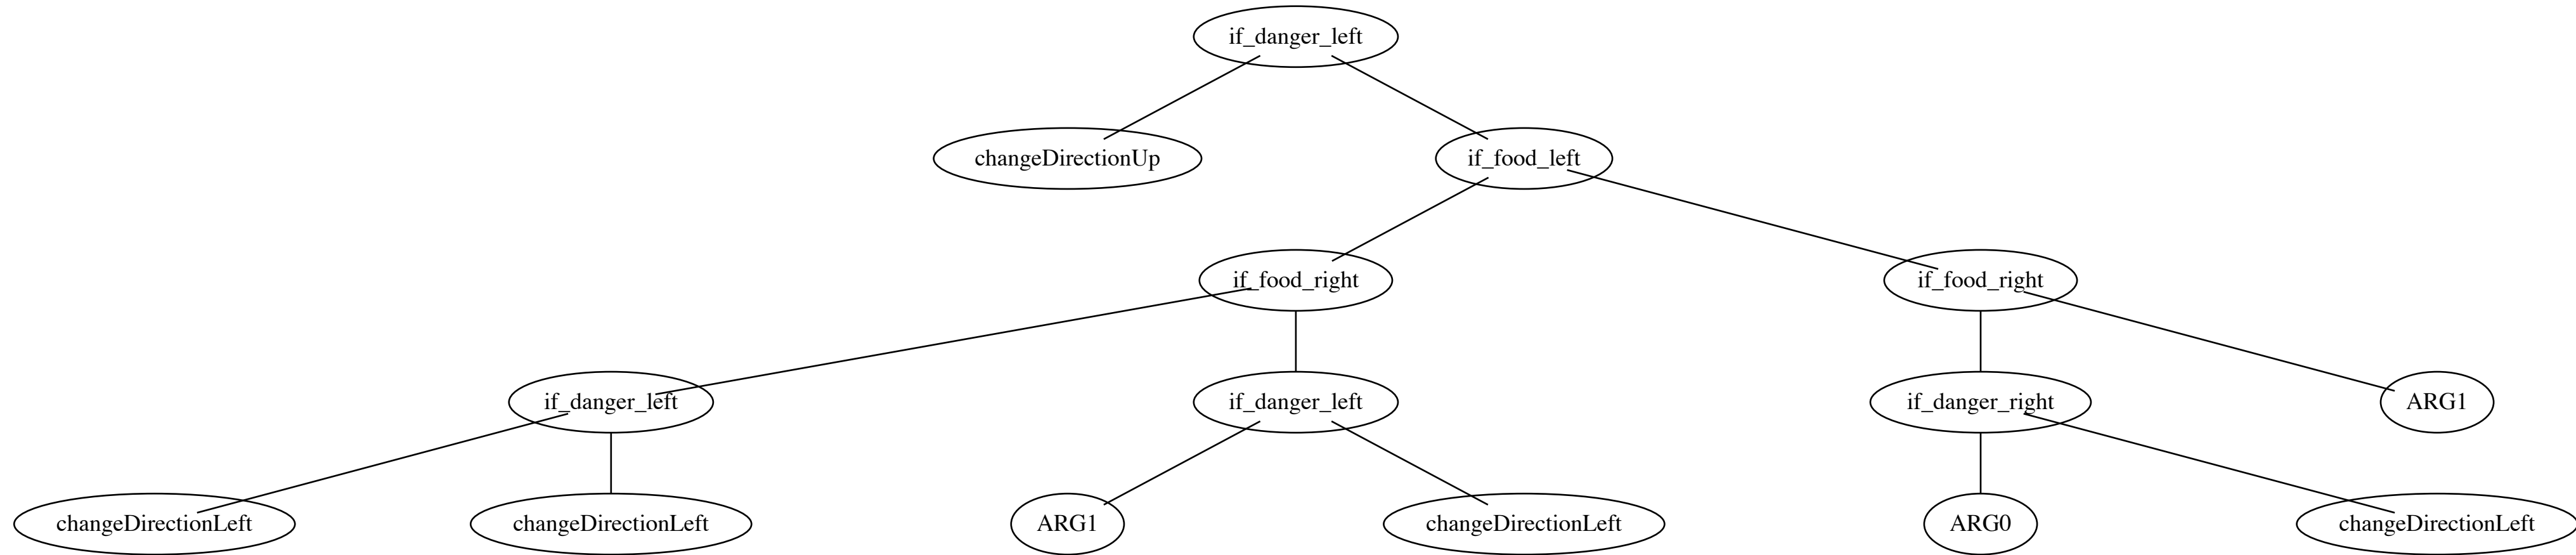 if_danger_left
changeDirectionUp
if_food_left
if_food_right
if_food_right
if_danger_left
if_danger_left
if_danger_right
ARG1
changeDirectionLeft
changeDirectionLeft
ARG1
changeDirectionLeft
ARG0
changeDirectionLeft